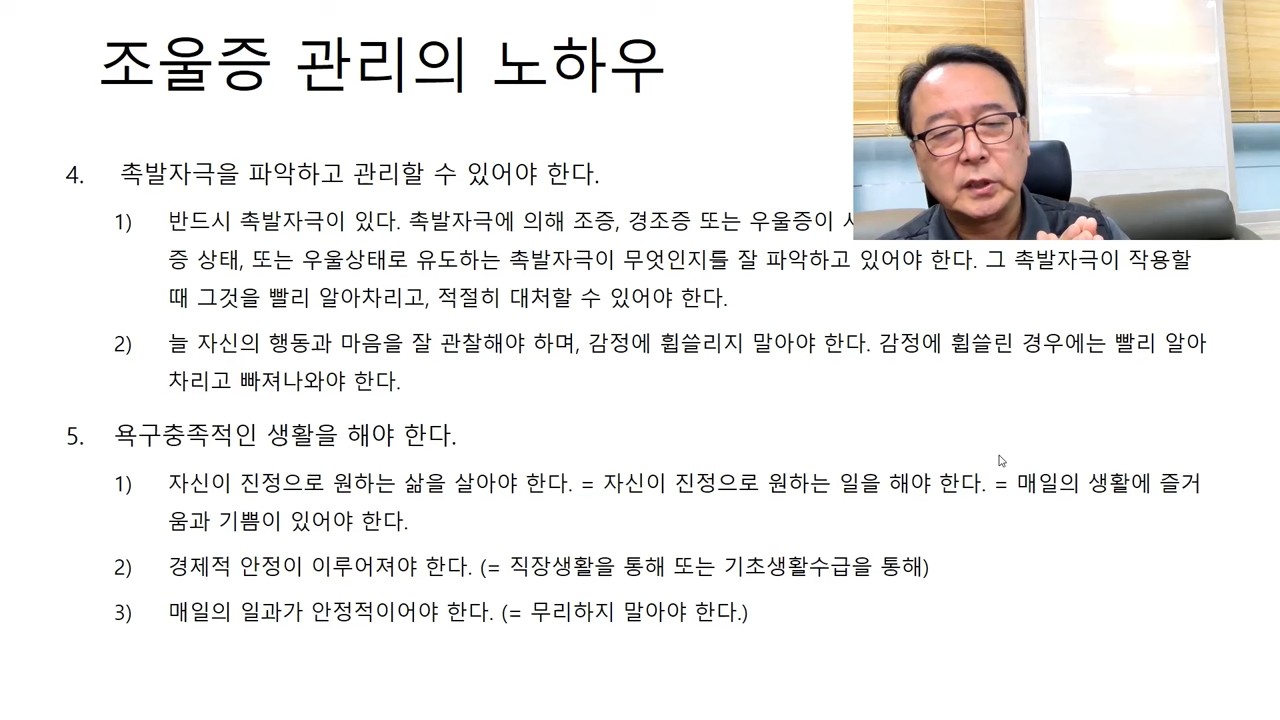 조울증 관리의 노하우
4. 촉발자극을 파악하고 관리할 수 있어야 한다.
1) 반드시 촉발자극이 있다. 촉발자극에 의해 조증, 경조증 또는 우울증이
증 상태, 또는 우울상태로 유도하는 촉발자극이 무엇인지를 잘 파악하고 있어야 한다. 그 촉발자극이 작용할
때 그것을 빨리 알아차리고, 적절히 대처할 수 있어야 한다.
2) 늘 자신의 행동과 마음을 잘 관찰해야 하며, 감정에 휩쓸리지 말아야 한다. 감정에 휩쓸린 경우에는 빨리 알아
차리고 빠져나와야 한다.
5. 욕구충족적인 생활을 해야 한다.
1) 자신이 진정으로 원하는 삶을 살아야 한다. = 자신이 진정으로 원하는 일을 해야 한다. = 매일의 생활에 즐거
움과 기쁨이 있어야 한다.
2) 경제적 안정이 이루어져야 한다. (= 직장생활을 통해 또는 기초생활수급을 통해)
3) 매일의 일과가 안정적이어야 한다. (= 무리하지 말아야 한다.)